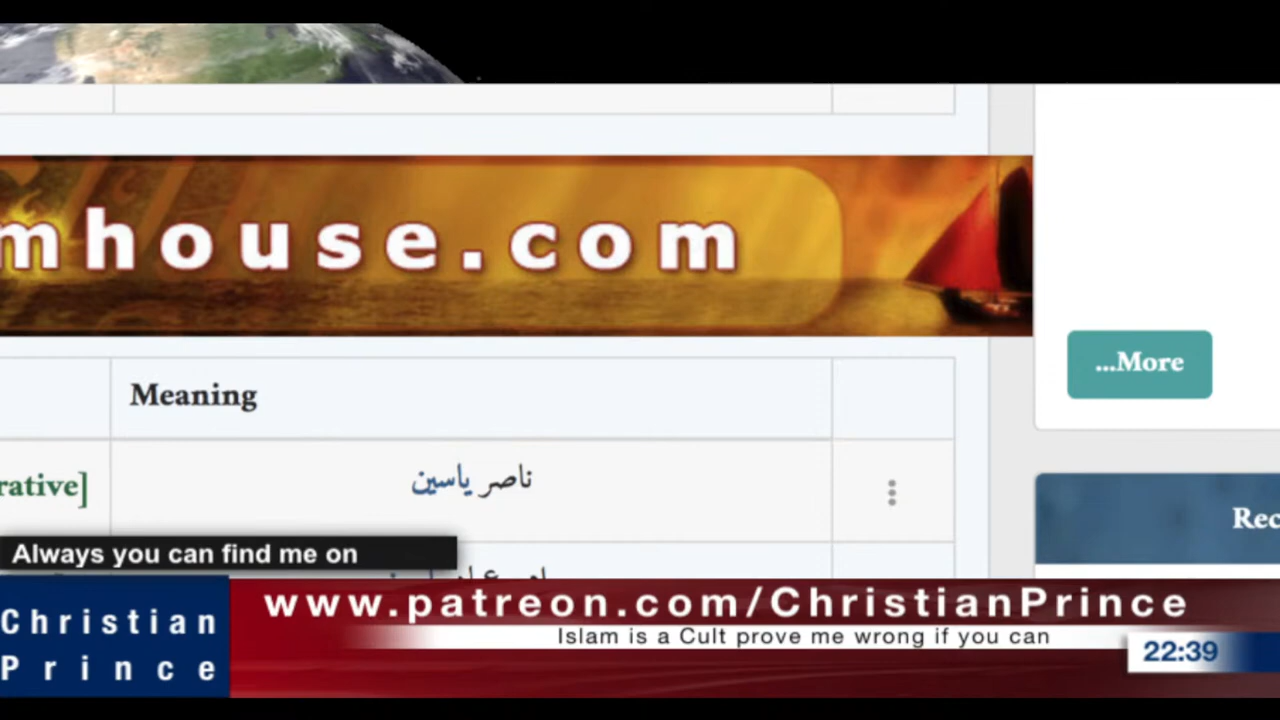 mhouse.com
...More
Meaning
rative]
ناصر ياسين
Rec
Always you can find me on
Christian
Prince
www.patreon.com/ChristianPrince
Islam is a Cult prove me wrong if you can
22:39